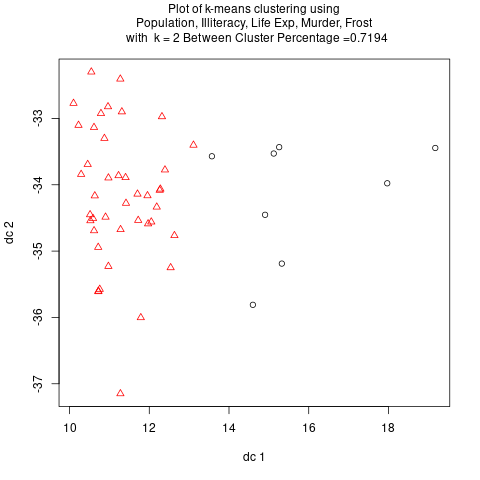 Plot of k-means clustering using
Population, Illiteracy, Life Exp, Murder, Frost
with  k = 2 Between Cluster Percentage =0.7194
-33
-34
-35
-36
-37
dc 2
10 12 14 16 18
dc 1